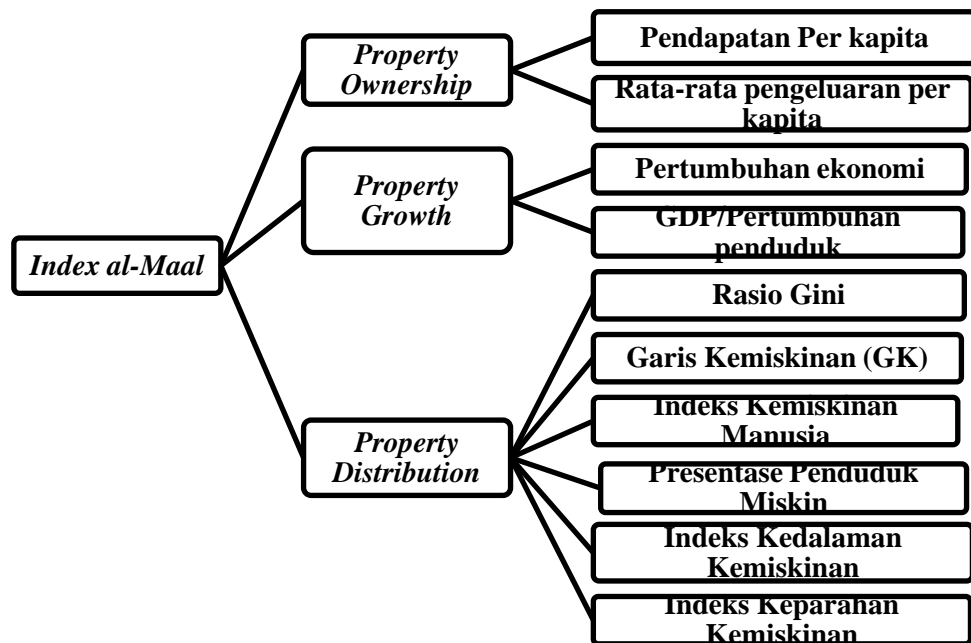 Property
Ownership
Pendapatan Per kapita
Rata-rata pengeluaran per
kapita
Property
Growth
Pertumbuhan ekonomi
GDP/Pertumbuhan
penduduk
Index al-Maal
Property
Distribution
Rasio Gini
Garis Kemiskinan (GK)
Indeks Kemiskinan
Manusia
Presentase Penduduk
Miskin
Indeks Kedalaman
Kemiskinan
Indeks Keparahan
Kemiskinan